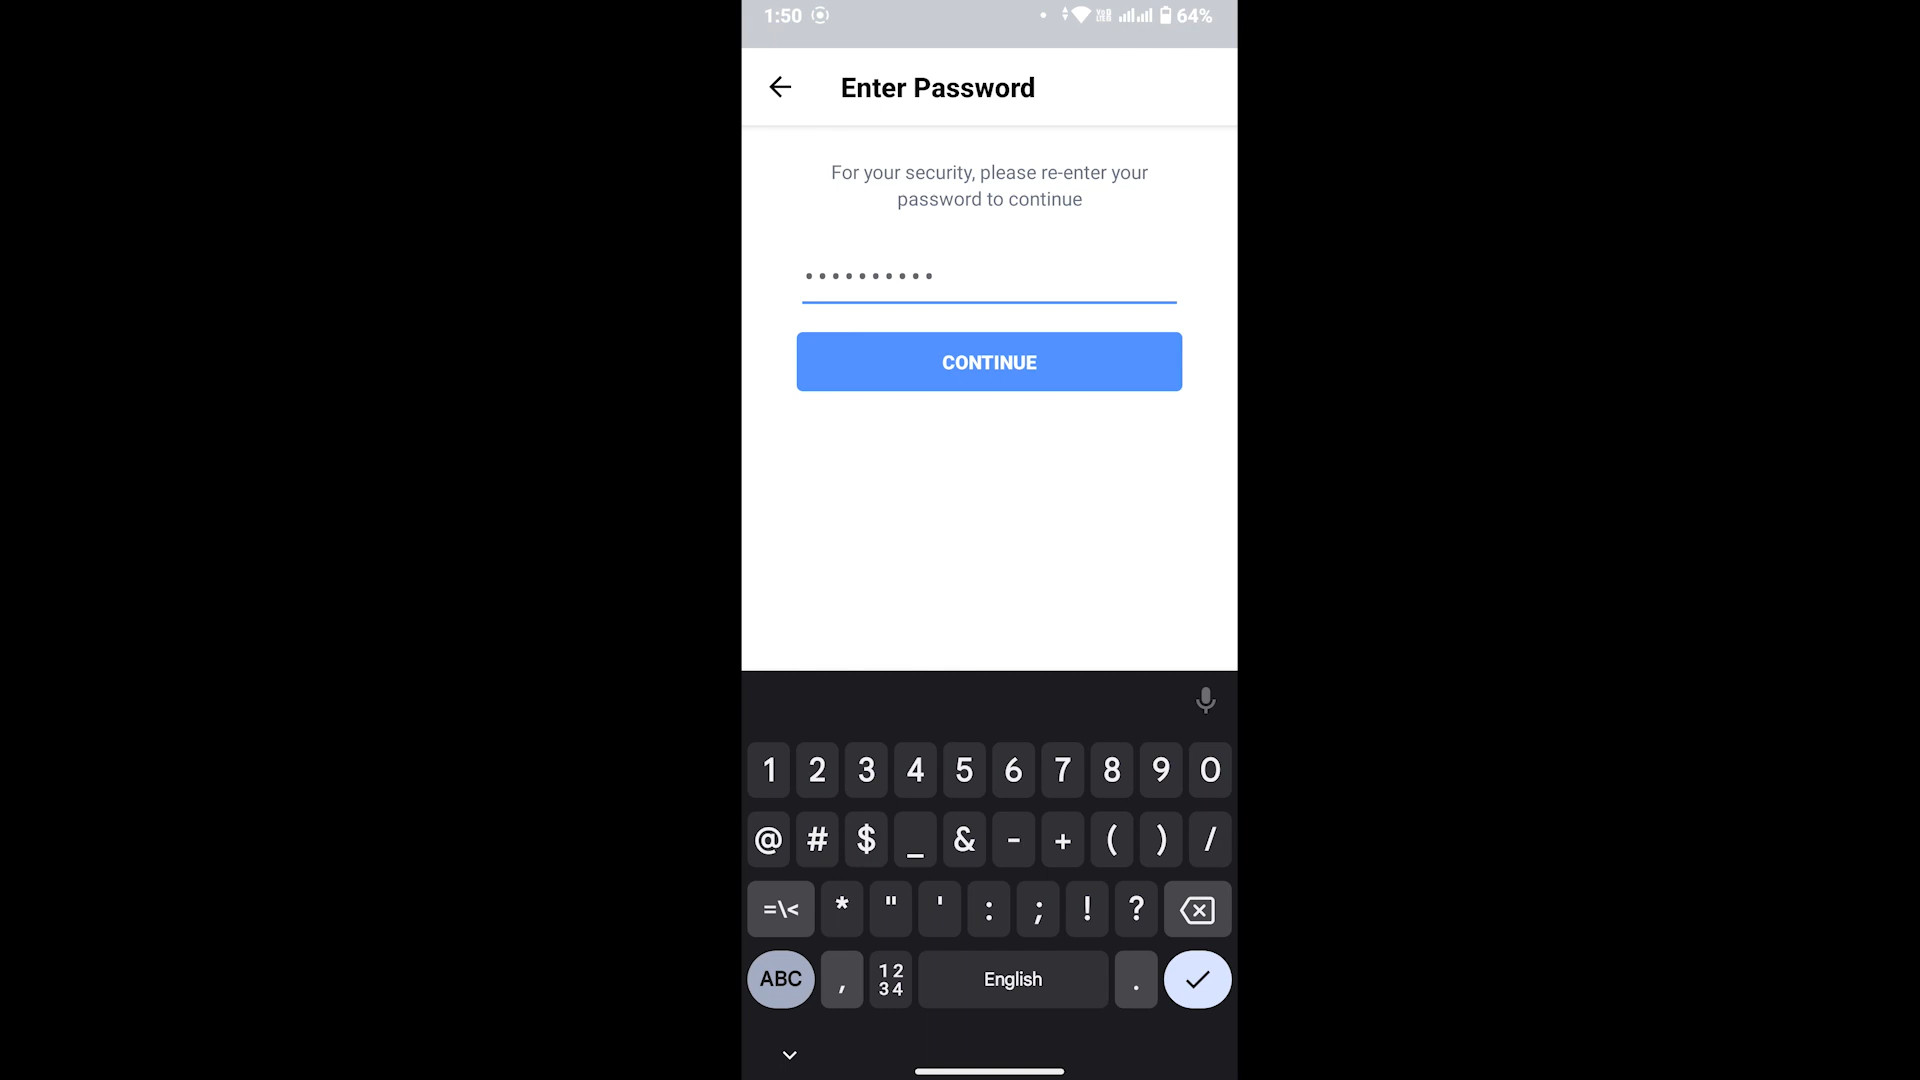 1:50 64%
Enter Password
For your security, please re-enter your
password to continue
••••••••••
CONTINUE
1 2 3 4 5 6 7 8 9 0
@ # $ _ & - + ( ) /
=\< * " ' : ; ! ?
ABC , 12 English .
34